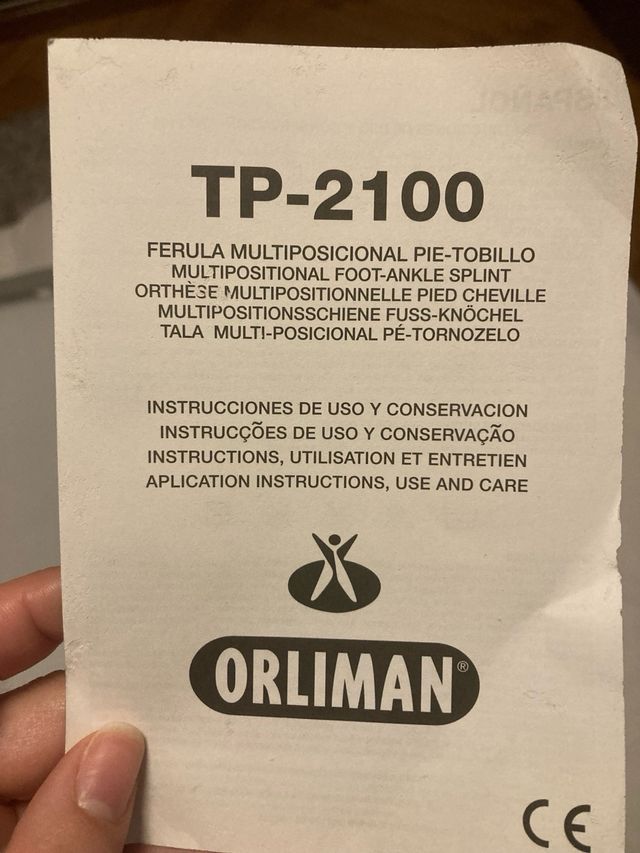 TP-2100
FERULA MULTIPOSICIONAL PIE-TOBILLO
MULTIPOSITIONAL FOOT-ANKLE SPLINT
ORTHÈSE MULTIPOSITIONNELLE PIED CHEVILLE
MULTIPOSITIONSSCHIENE FUSS-KNÖCHEL
TALA MULTI-POSICIONAL PÉ-TORNOZELO
INSTRUCCIONES DE USO Y CONSERVACION
INSTRUCÇÕES DE USO Y CONSERVAÇÃO
INSTRUCTIONS, UTILISATION ET ENTRETIEN
APLICATION INSTRUCTIONS, USE AND CARE
ORLIMAN®
CE